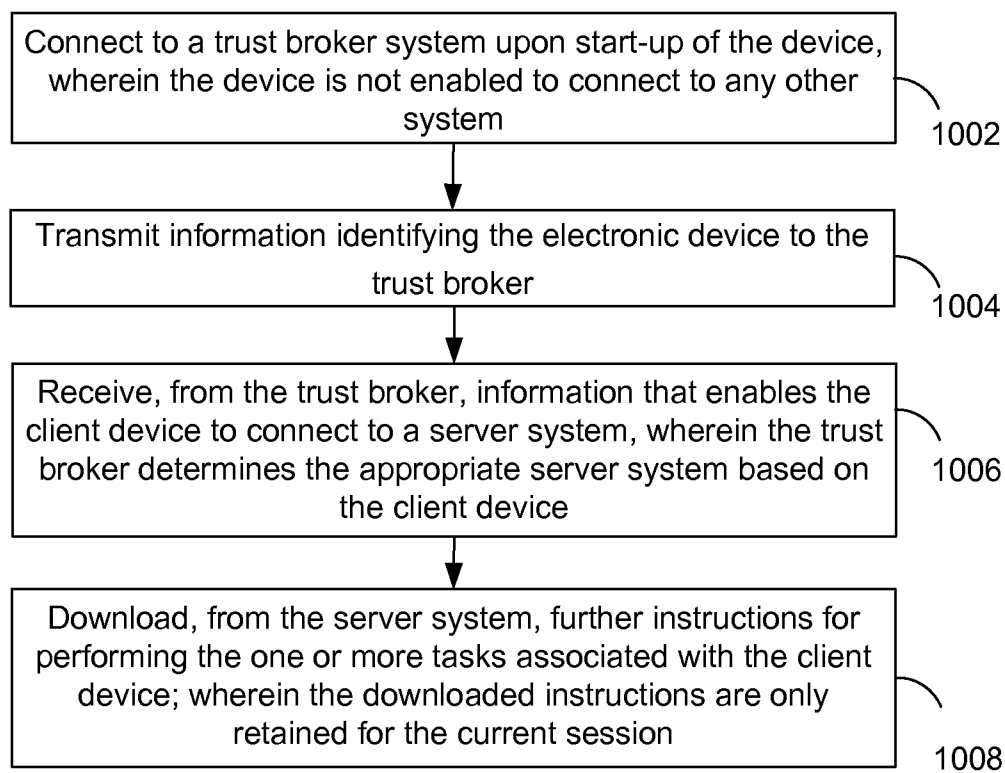 Connect to a trust broker system upon start-up of the device,
wherein the device is not enabled to connect to any other
system
1002
Transmit information identifying the electronic device to the
trust broker
1004
Receive, from the trust broker, information that enables the
client device to connect to a server system, wherein the trust
broker determines the appropriate server system based on
the client device
1006
Download, from the server system, further instructions for
performing the one or more tasks associated with the client
device; wherein the downloaded instructions are only
retained for the current session
1008